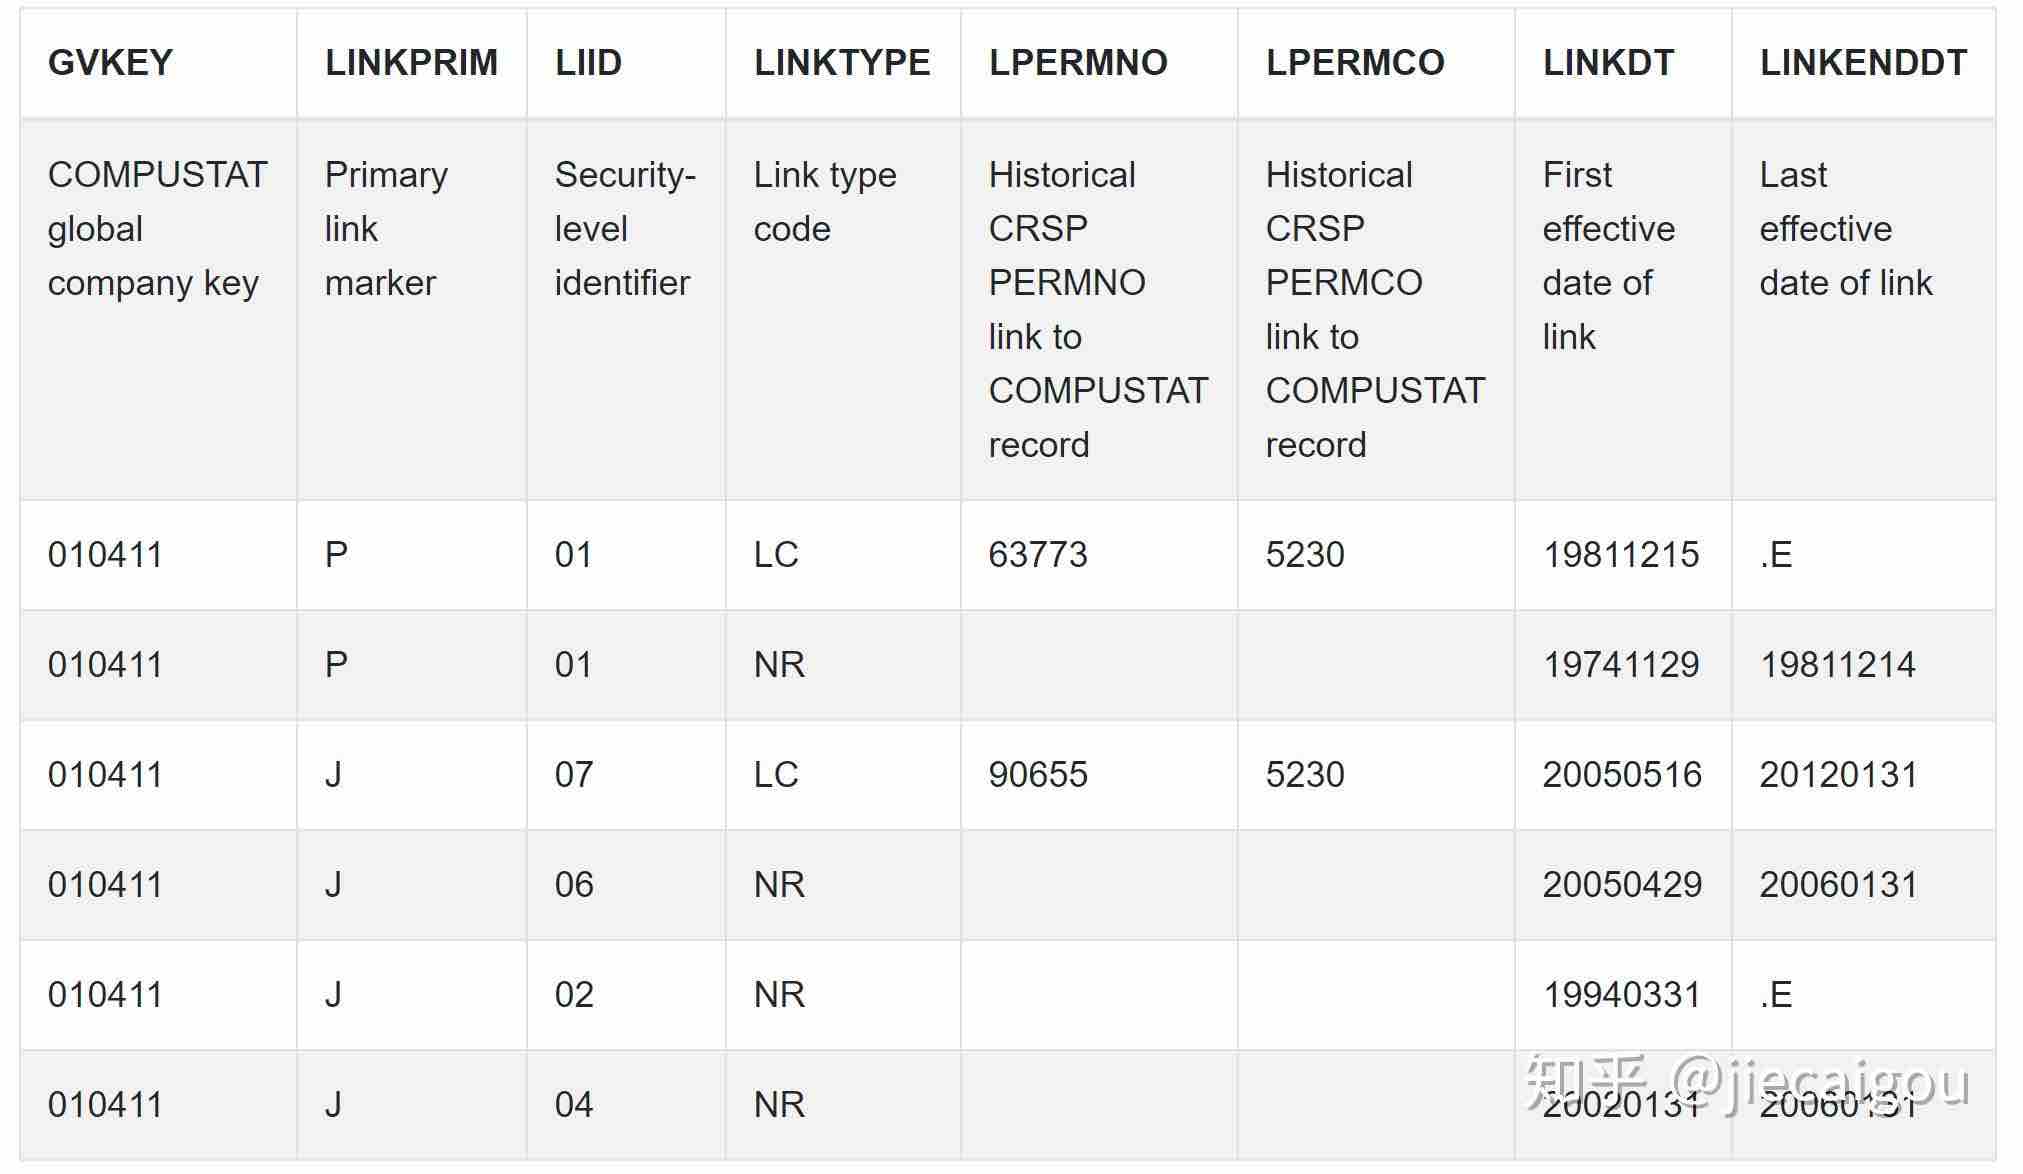 GVKEY LINKPRIM LIID LINKTYPE LPERMNO LPERMCO LINKDT LINKENDDT
COMPUSTAT global company key
Primary link marker
Security-level identifier
Link type code
Historical CRSP PERMNO link to COMPUSTAT record
Historical CRSP PERMCO link to COMPUSTAT record
First effective date of link
Last effective date of link
010411 P 01 LC 63773 5230 19811215 .E
010411 P 01 NR 19741129 19811214
010411 J 07 LC 90655 5230 20050516 20120131
010411 J 06 NR 20050429 20060131
010411 J 02 NR 19940331 .E
010411 J 04 NR 20020131 20060131
知乎 @jiecaigou